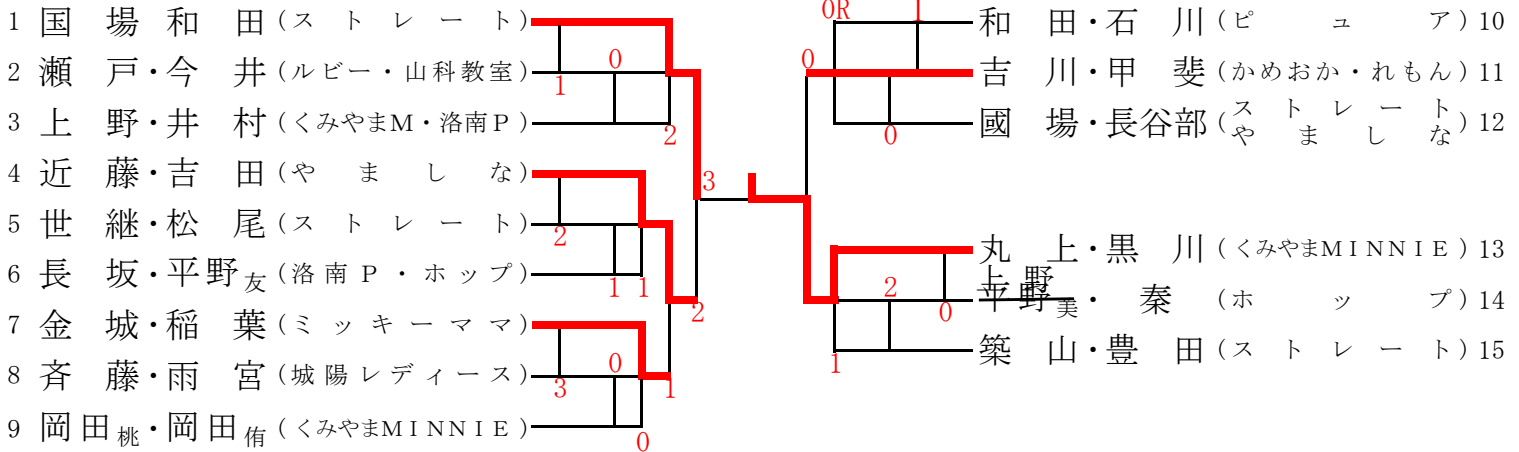 1 国場和田(ストレート)
2 瀬戸・今井(ルビー・山科教室)
3 上野・井村(くみやまM・洛南P)
4 近藤・吉田(やましな)
5 世継・松尾(ストレート)
6 長坂・平野友(洛南P・ホップ)
7 金城・稲葉(ミッキーママ)
8 斉藤・雨宮(城陽レディース)
9 岡田桃・岡田侑(くみやまMINNIE)
1
0
2
2
1 1
3
0
1
0
2
3
0R 1
0
0
2
0
1
和田・石川(ピュア)10
吉川・甲斐(かめおか・れもん)11
國場・長谷部(ストレート
やましな)12
丸上・黒川(くみやまMINNIE)13
上野
平野美・秦(ホップ)14
築山・豊田(ストレート)15